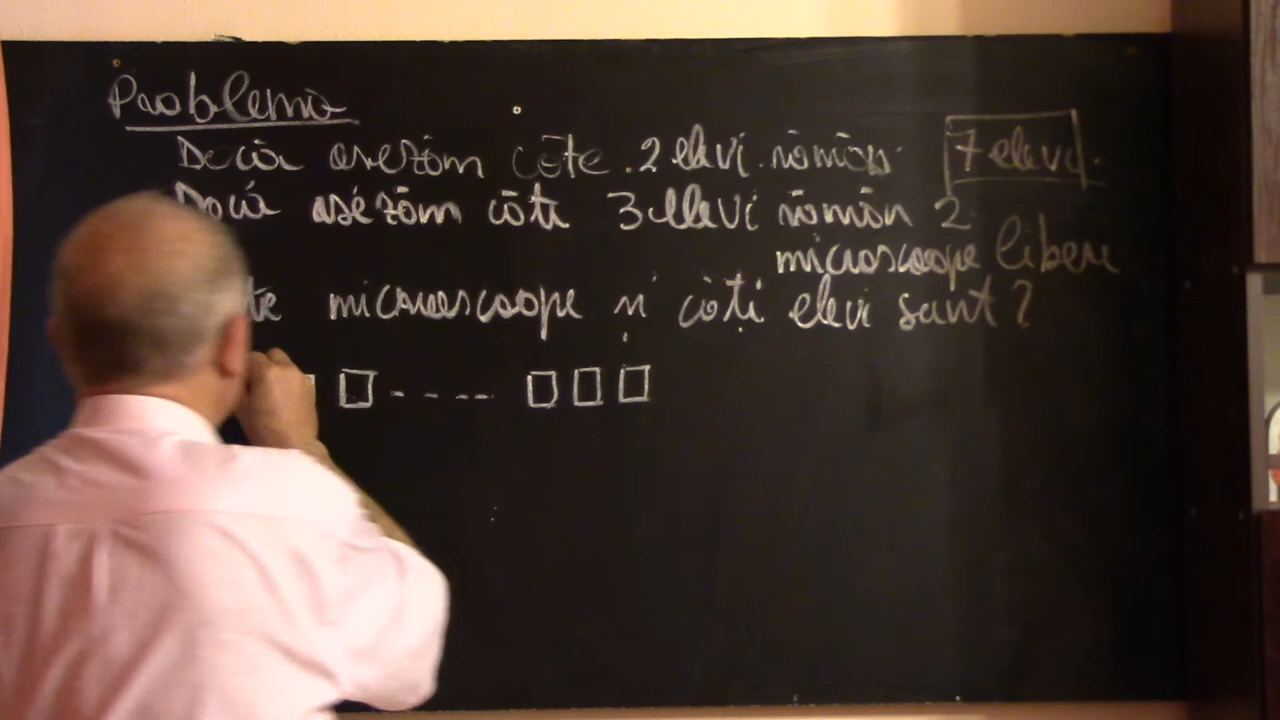 Problema
Dacă așezăm câte 2 elevi rămân 7 elevi.
Dacă așezăm câte 3 elevi rămân 2
microscoape libere
microscoape și câți elevi sunt?